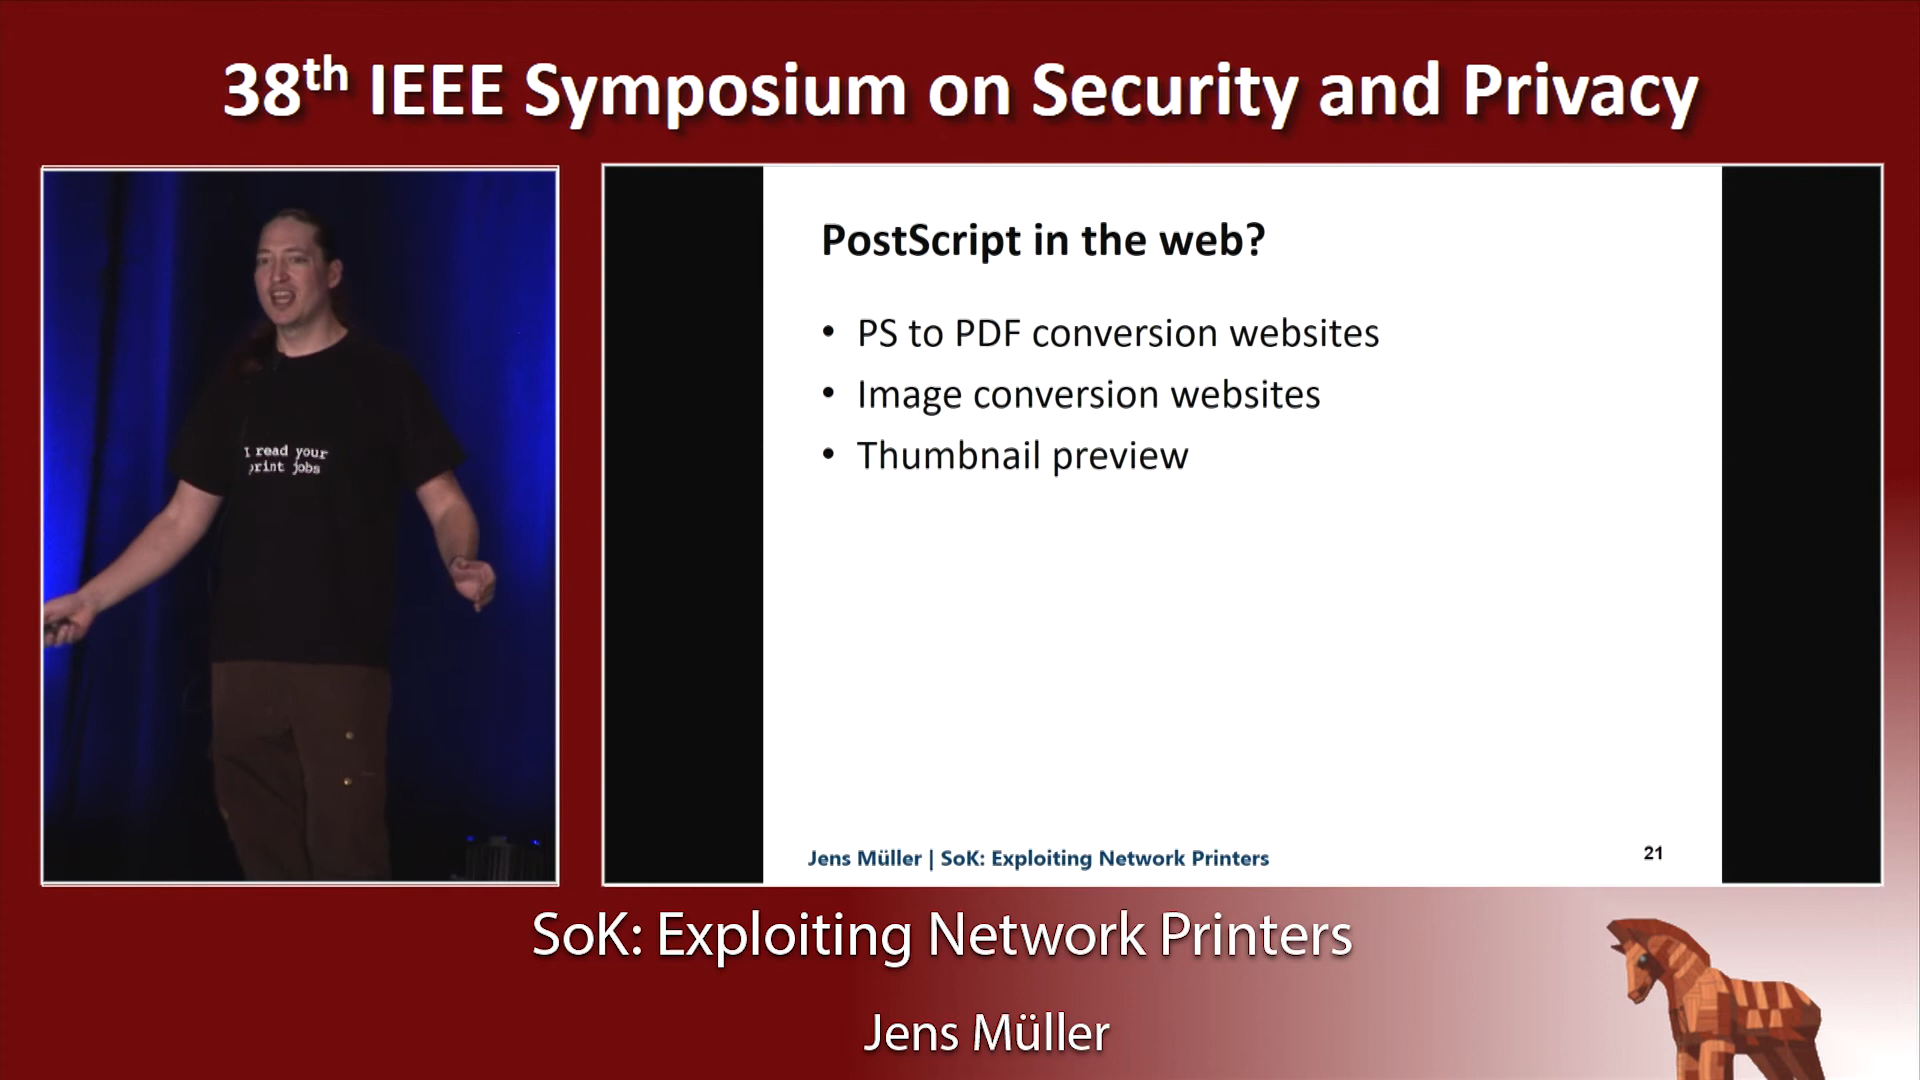 38th IEEE Symposium on Security and Privacy
I read your
print jobs
PostScript in the web?
• PS to PDF conversion websites
• Image conversion websites
• Thumbnail preview
Jens Müller | SoK: Exploiting Network Printers
21
SoK: Exploiting Network Printers
Jens Müller